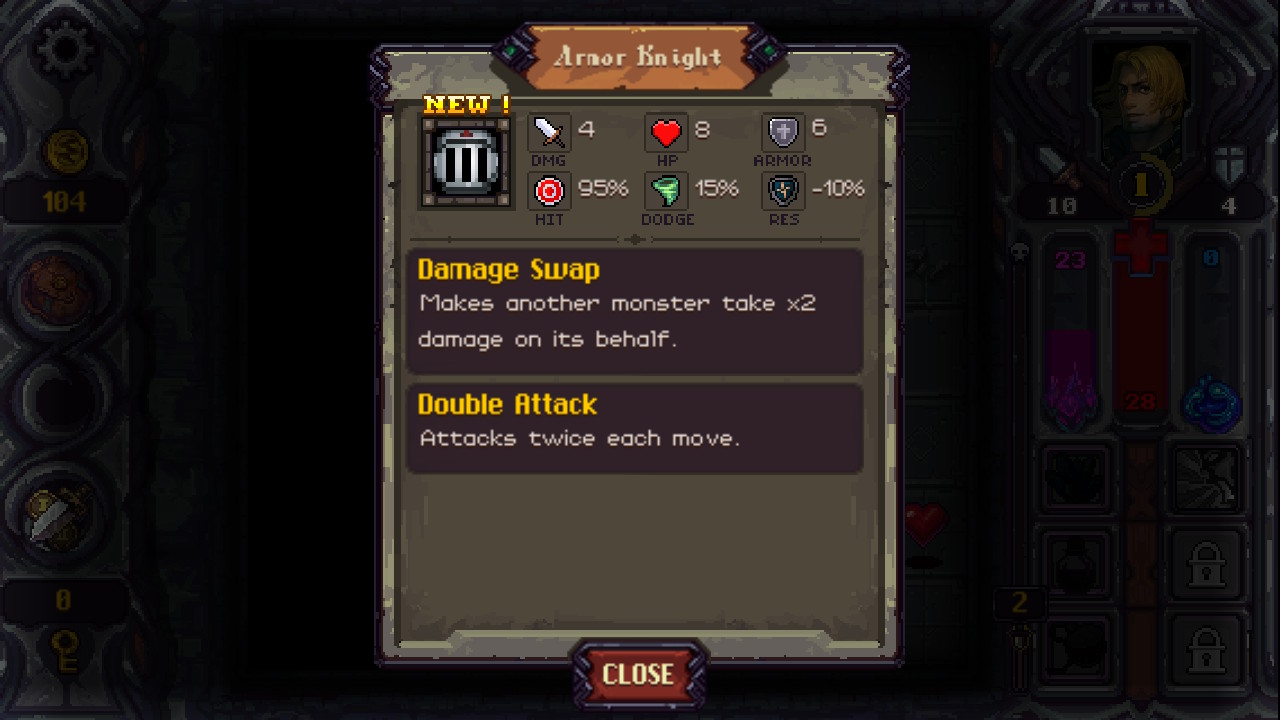 Armor Knight
NEW !
4
8
6
DMG
HP
ARMOR
95%
15%
-10%
HIT
DODGE
RES
Damage Swap
Makes another monster take x2
damage on its behalf.
Double Attack
Attacks twice each move.
CLOSE
104
0
1
10
4
23
0
28
2